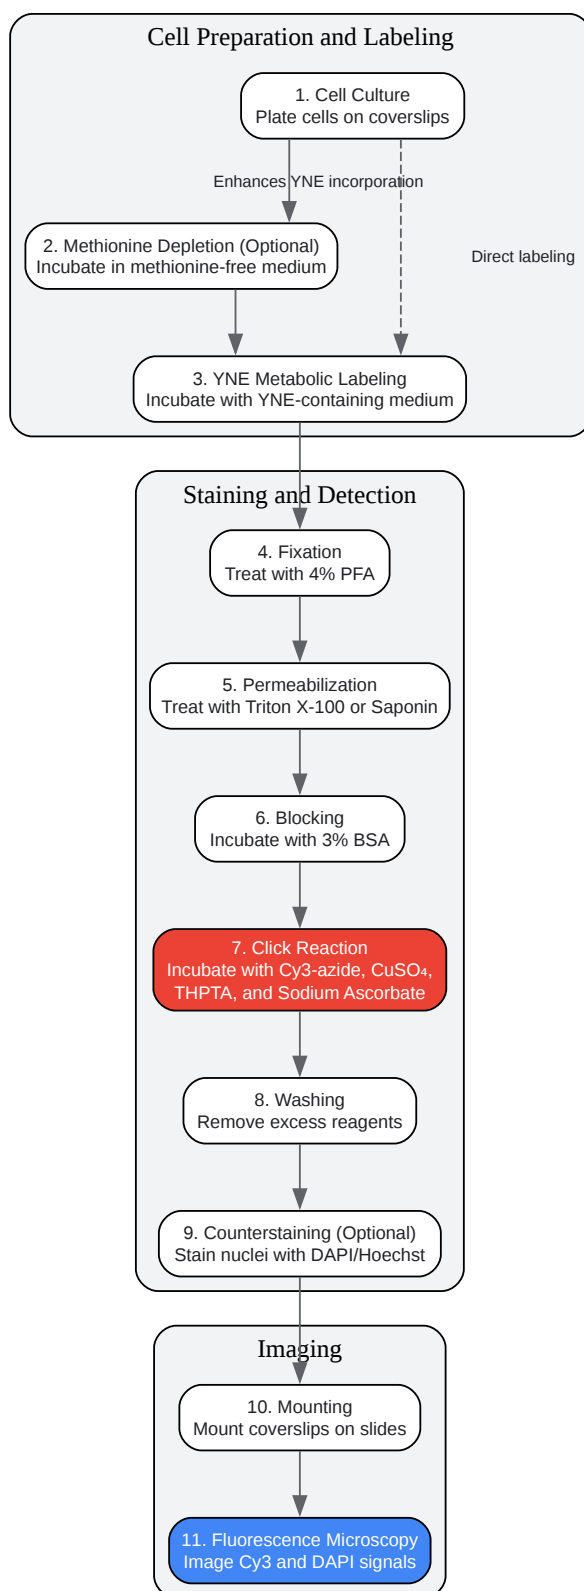 Cell Preparation and Labeling
1. Cell Culture
Plate cells on coverslips
Enhances YNE incorporation
2. Methionine Depletion (Optional)
Incubate in methionine-free medium
Direct labeling
3. YNE Metabolic Labeling
Incubate with YNE-containing medium
Staining and Detection
4. Fixation
Treat with 4% PFA
5. Permeabilization
Treat with Triton X-100 or Saponin
6. Blocking
Incubate with 3% BSA
7. Click Reaction
Incubate with Cy3-azide, CuSO₄,
THPTA, and Sodium Ascorbate
8. Washing
Remove excess reagents
9. Counterstaining (Optional)
Stain nuclei with DAPI/Hoechst
Imaging
10. Mounting
Mount coverslips on slides
11. Fluorescence Microscopy
Image Cy3 and DAPI signals